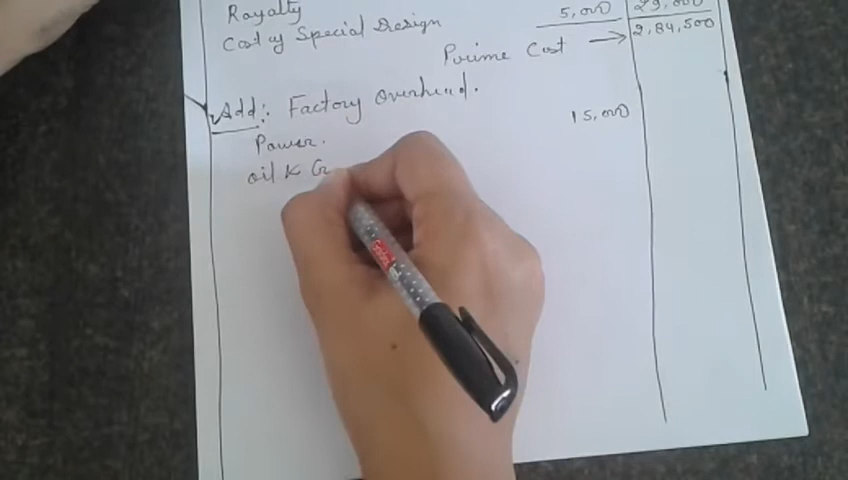 Royalty
Cost of Special Design 5,000
Prime Cost → 2,84,500
Add: Factory Overhead.
Power. 15,000
oil & Gr